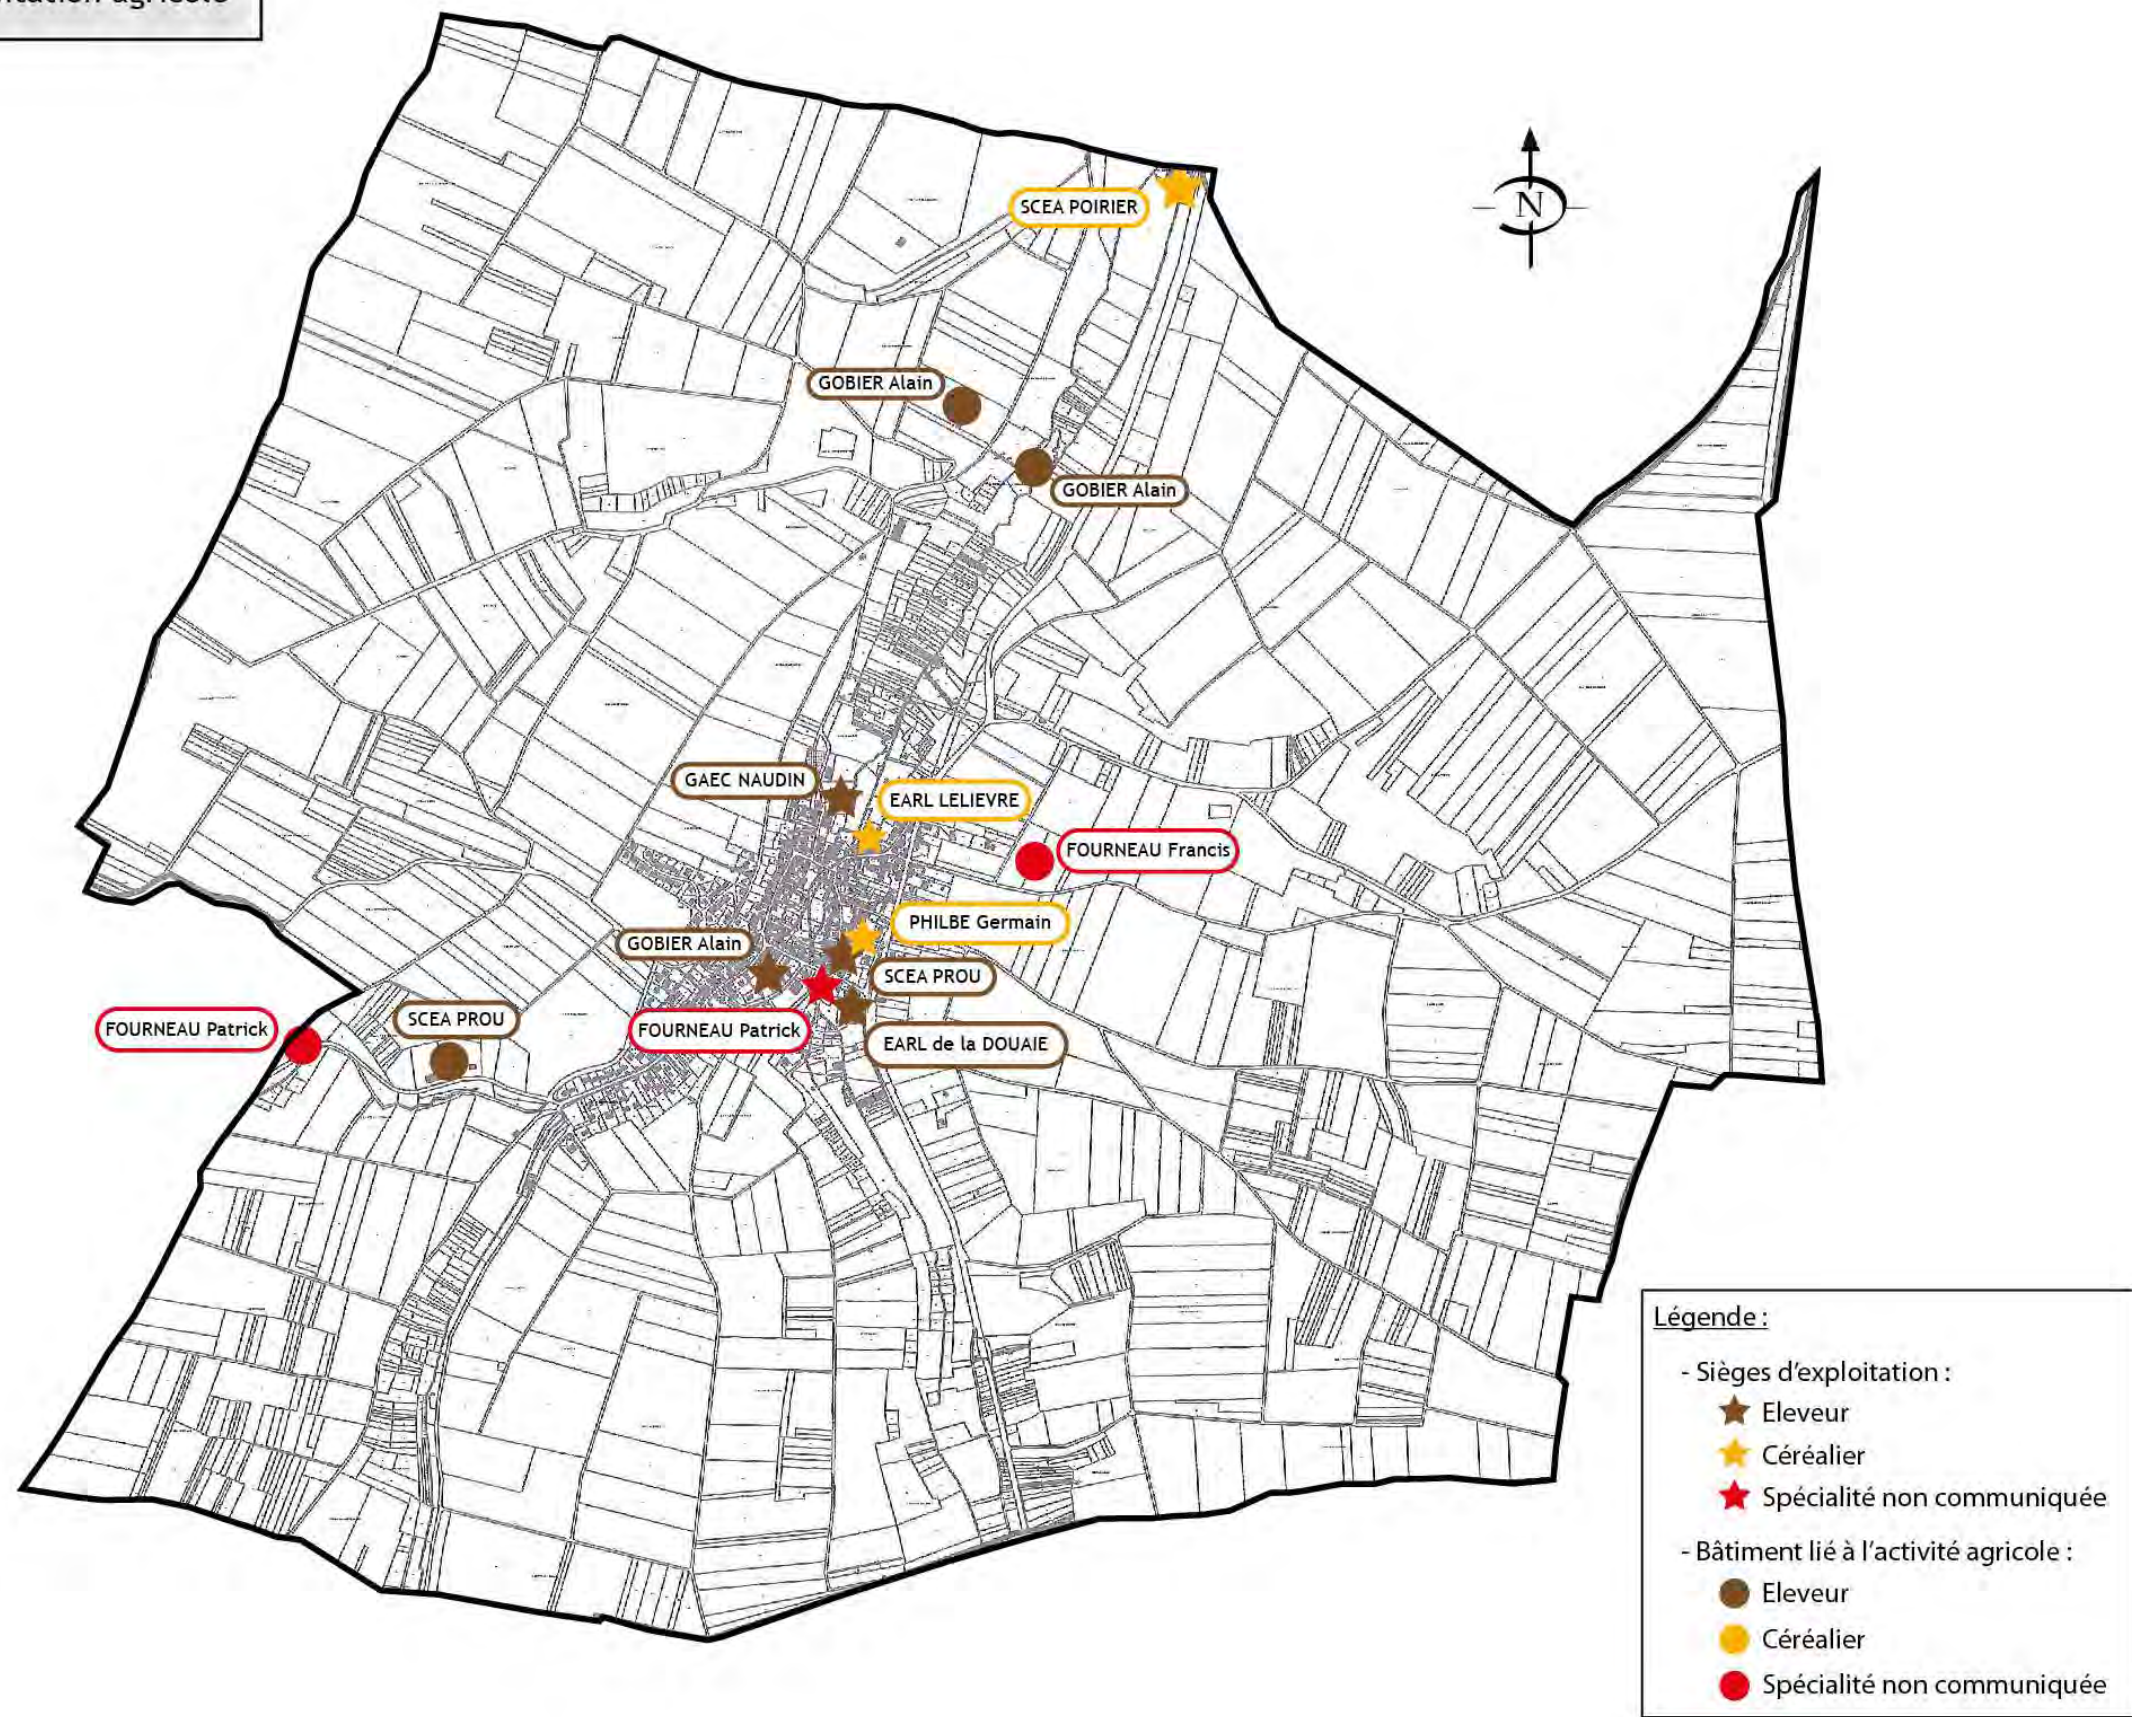 agricole
N
SCEA POIRIER
GOBIER Alain
GOBIER Alain
GAEC NAUDIN
EARL LELIEVRE
FOURNEAU Francis
PHILBE Germain
GOBIER Alain
SCEA PROU
SCEA PROU
FOURNEAU Patrick
FOURNEAU Patrick
EARL de la DOUAIE
Légende :
- Sièges d'exploitation :
Eleveur
Céréalier
Spécialité non communiquée
- Bâtiment lié à l'activité agricole :
Eleveur
Céréalier
Spécialité non communiquée